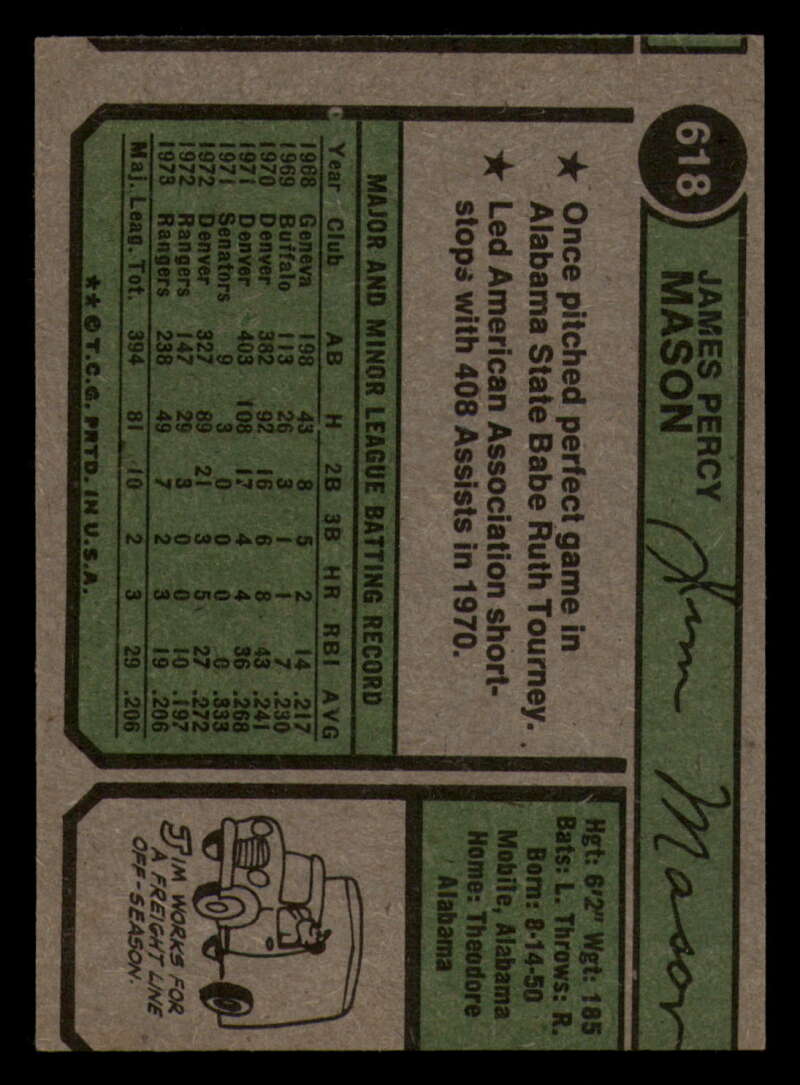 618
JAMES PERCY
MASON
Jim Mason
★ Once pitched perfect game in
Alabama State Babe Ruth Tourney.
★ Led American Association short-
stops with 408 Assists in 1970.
MAJOR AND MINOR LEAGUE BATTING RECORD
Year Club AB H 2B 3B HR RBI AVG
1968 Geneva 198 43 8 5 2 14 .217
1969 Buffalo 113 26 3 1 1 7 .230
1970 Denver 382 92 16 6 8 43 .241
1971 Denver 403 108 17 4 4 36 .268
1971 Senators 9 3 0 0 0 0 .333
1972 Denver 327 89 21 3 5 27 .272
1972 Rangers 147 29 3 0 0 10 .197
1973 Rangers 238 49 7 2 3 19 .206
Maj. Leag. Tot. 394 81 10 2 3 29 .206
★★©T.C.G. PRTD. IN U.S.A.
Hgt: 6'2" Wgt: 185
Bats: L. Throws: R.
Born: 8-14-50
Mobile, Alabama
Home: Theodore
Alabama
JIM WORKS FOR
A FREIGHT LINE
OFF-SEASON.